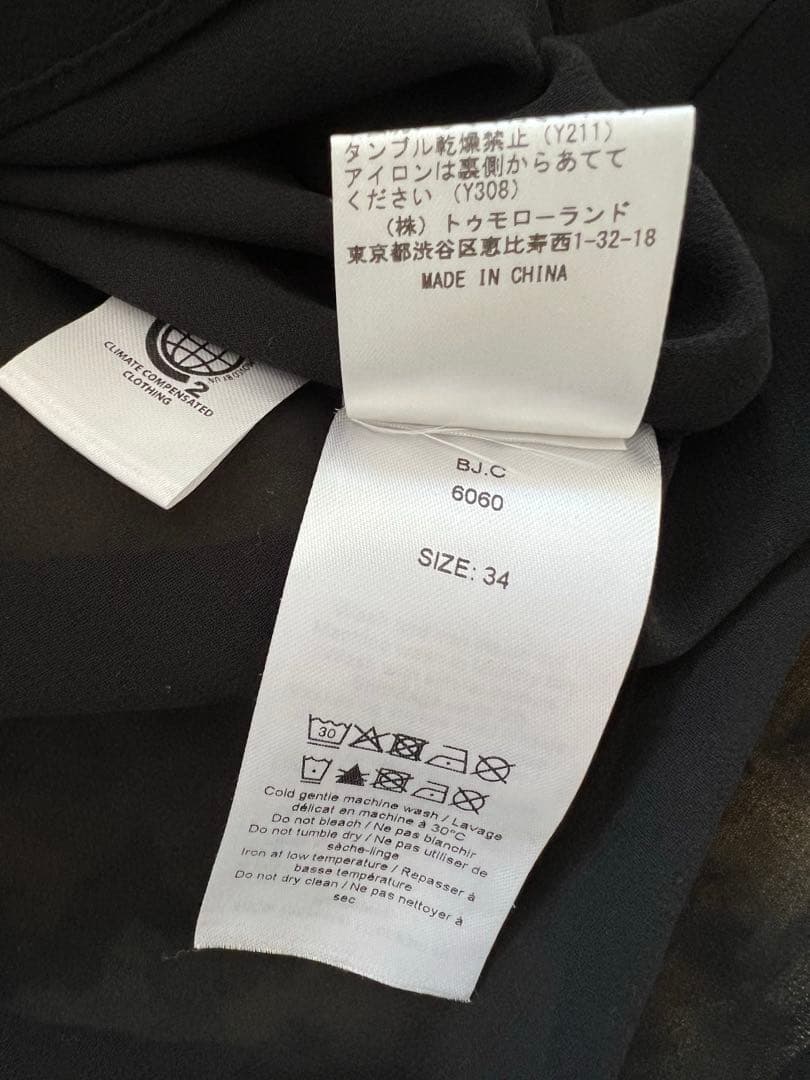 タンブル乾燥禁止 (Y211)
アイロンは裏側からあてて
ください (Y308)
(株) トゥモローランド
東京都渋谷区恵比寿西1-32-18
MADE IN CHINA
2
CLIMATE COMPENSATED
CLOTHING
BJ.C
6060
SIZE: 34
30
Cold gentle machine wash / Lavage
délicat en machine à 30°C
Do not bleach / Ne pas blanchir
Do not tumble dry / Ne pas utiliser de
sèche-linge
Iron at low temperature / Repasser à
basse température
Do not dry clean / Ne pas nettoyer à
sec